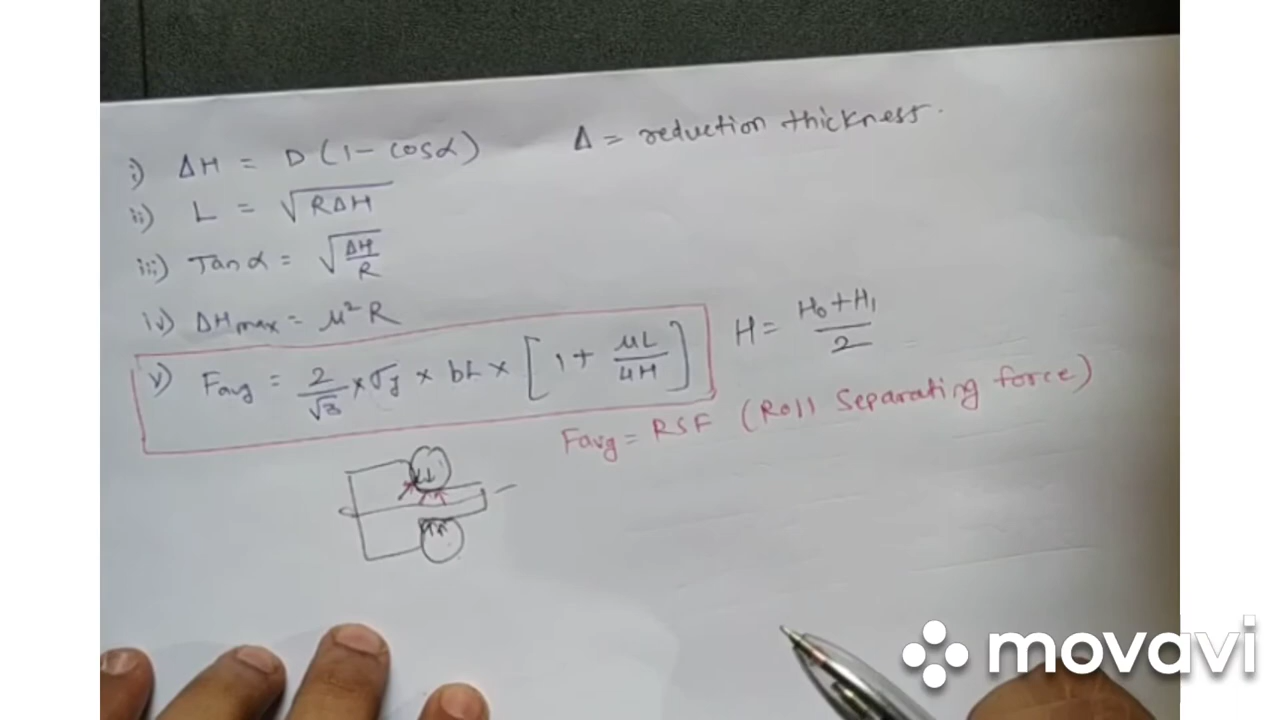 i) ΔH = D (1 - cosα) Δ = reduction thickness.
ii) L = √RΔH
iii) Tanα = √ΔH/R
iv) ΔHmax = μ²R
v) Favg = 2/√3 × σy × bL × [1 + μL/4H] H = H0 + H1/2
Favg = RSF (Roll Separating force)
movavi